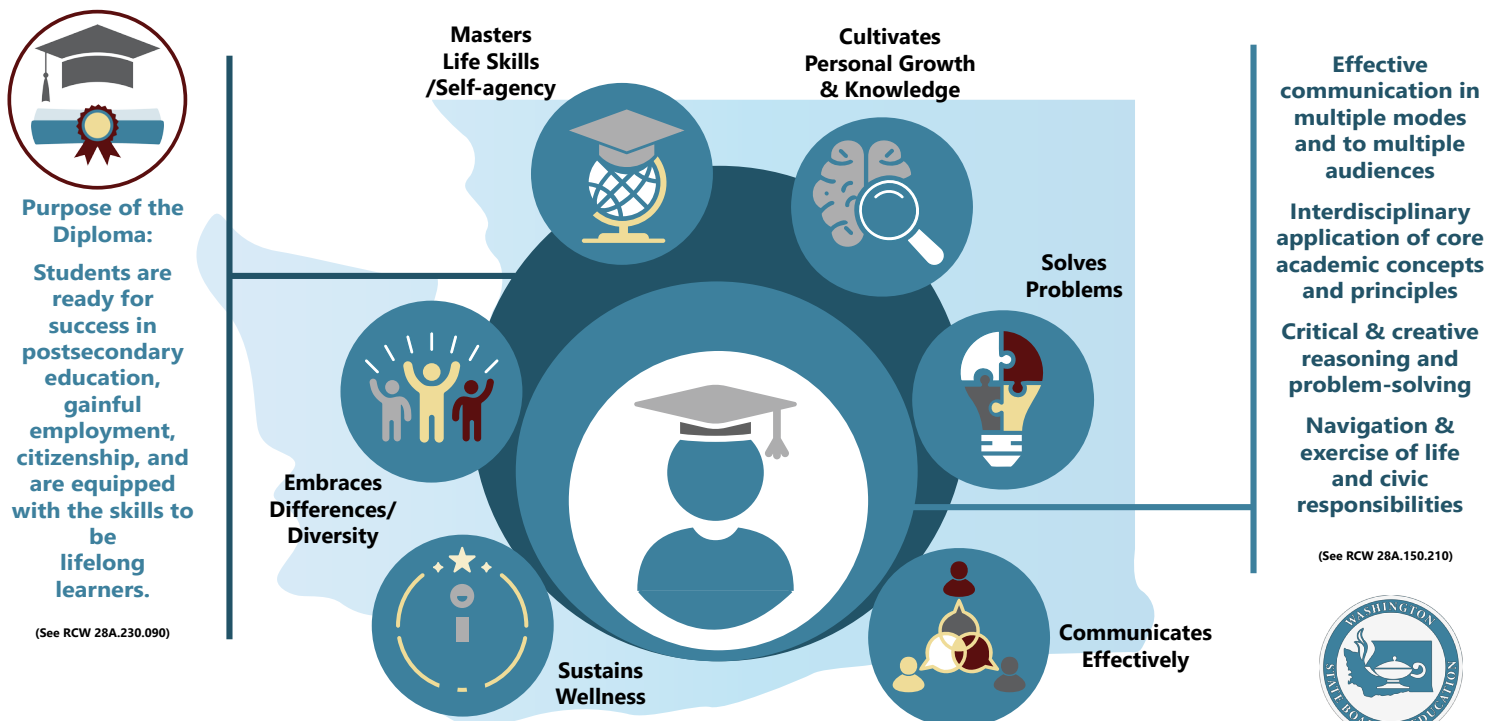 Purpose of the
Diploma:
Students are
ready for
success in
postsecondary
education,
gainful
employment,
citizenship, and
are equipped
with the skills to
be
lifelong
learners.
(See RCW 28A.230.090)
Masters
Life Skills
/Self-agency
Cultivates
Personal Growth
& Knowledge
Solves
Problems
Embraces
Differences/
Diversity
Sustains
Wellness
Communicates
Effectively
Effective
communication in
multiple modes
and to multiple
audiences
Interdisciplinary
application of core
academic concepts
and principles
Critical & creative
reasoning and
problem-solving
Navigation &
exercise of life
and civic
responsibilities
(See RCW 28A.150.210)
WASHINGTON
STATE BOARD
EDUCATION